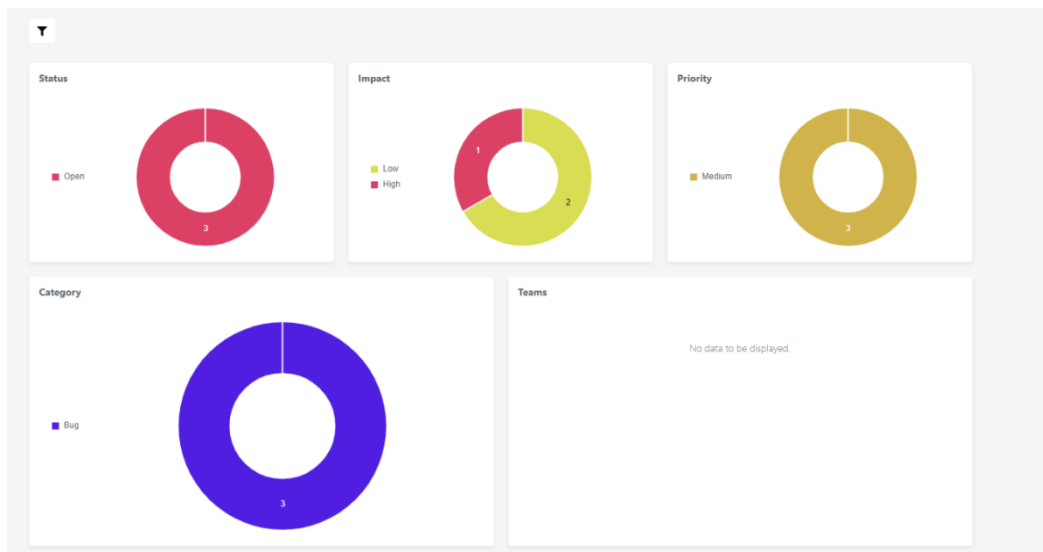 Status
Open
3
Impact
Low
High
1
2
Priority
Medium
3
Category
Bug
3
Teams
No data to be displayed.